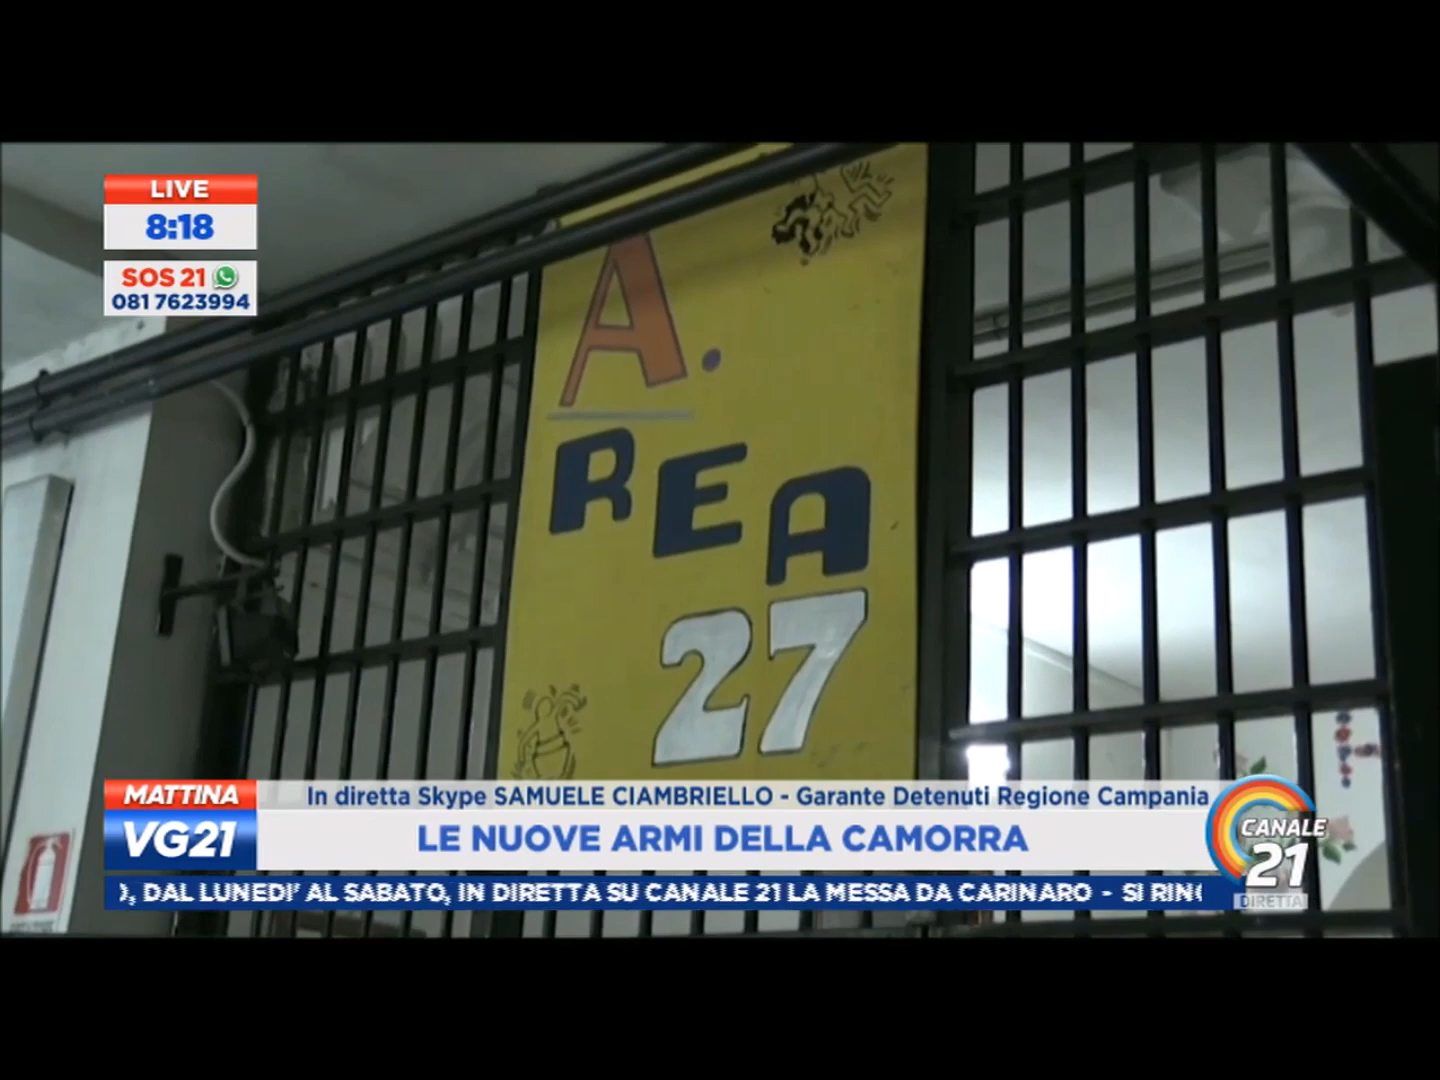 LIVE
8:18
SOS 21
081 7623994
A.
REA
27
MATTINA
VG21
In diretta Skype SAMUELE CIAMBRIELLO - Garante Detenuti Regione Campania
LE NUOVE ARMI DELLA CAMORRA
, DAL LUNEDI' AL SABATO, IN DIRETTA SU CANALE 21 LA MESSA DA CARINARO - SI RIN
CANALE
21
DIRETTA